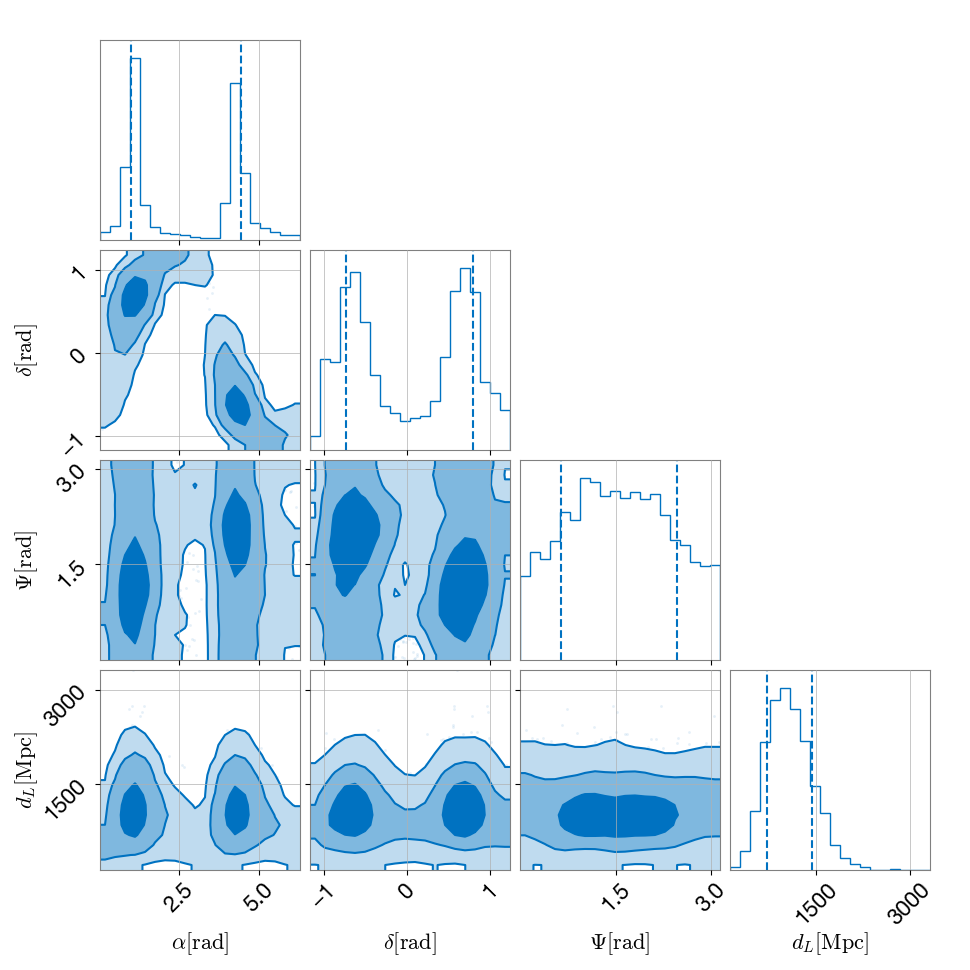 1
0
−1
δ[rad]
3.0
1.5
Ψ[rad]
3000
1500
d_L[Mpc]
2.5 5.0
−1 0 1
1.5 3.0
1500 3000
α[rad] δ[rad] Ψ[rad] d_L[Mpc]